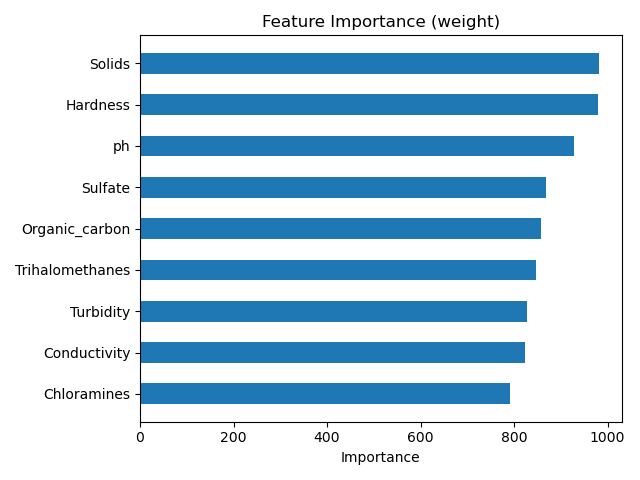 Feature Importance (weight)
Solids
Hardness
ph
Sulfate
Organic_carbon
Trihalomethanes
Turbidity
Conductivity
Chloramines
0 200 400 600 800 1000
Importance